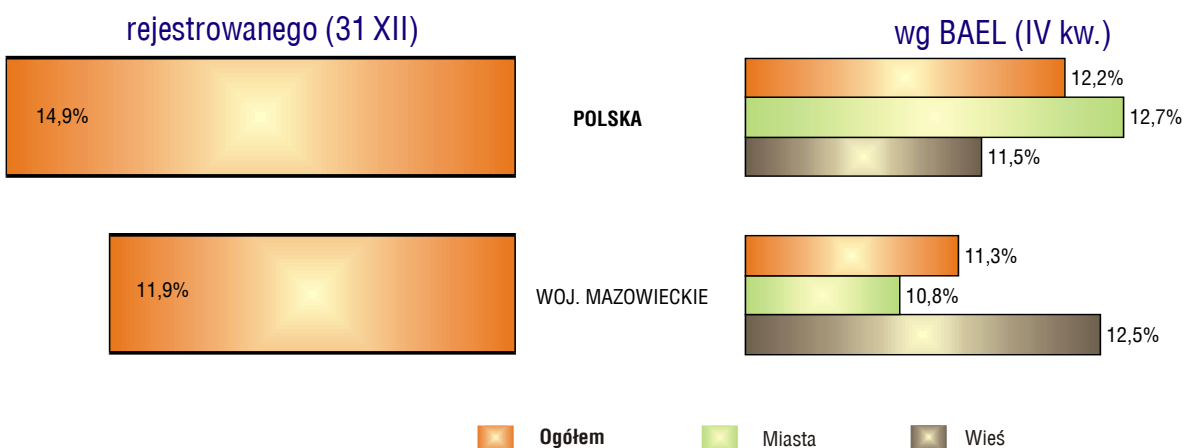 rejestrowanego (31 XII)
wg BAEL (IV kw.)
14,9%
POLSKA
12,2%
12,7%
11,5%
11,9%
WOJ. MAZOWIECKIE
11,3%
10,8%
12,5%
Ogółem
Miasta
Wieś